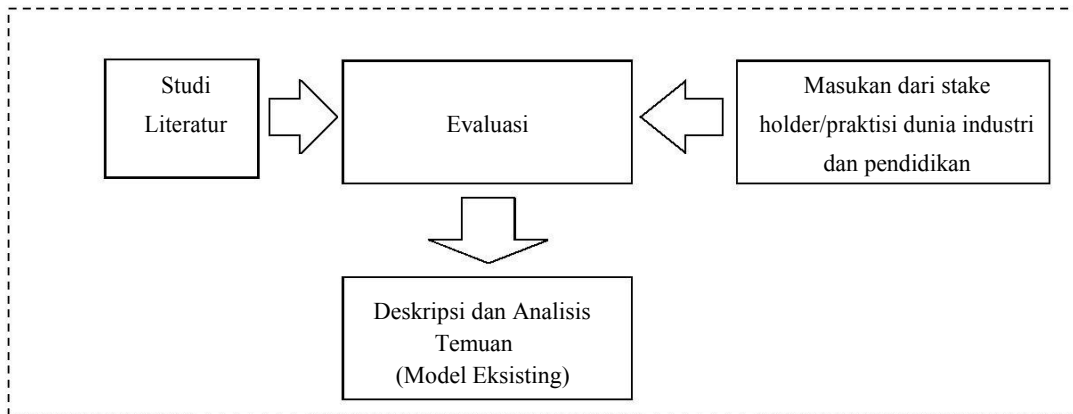 Studi
Literatur
Evaluasi
Masukan dari stake
holder/praktisi dunia industri
dan pendidikan
Deskripsi dan Analisis
Temuan
(Model Eksisting)